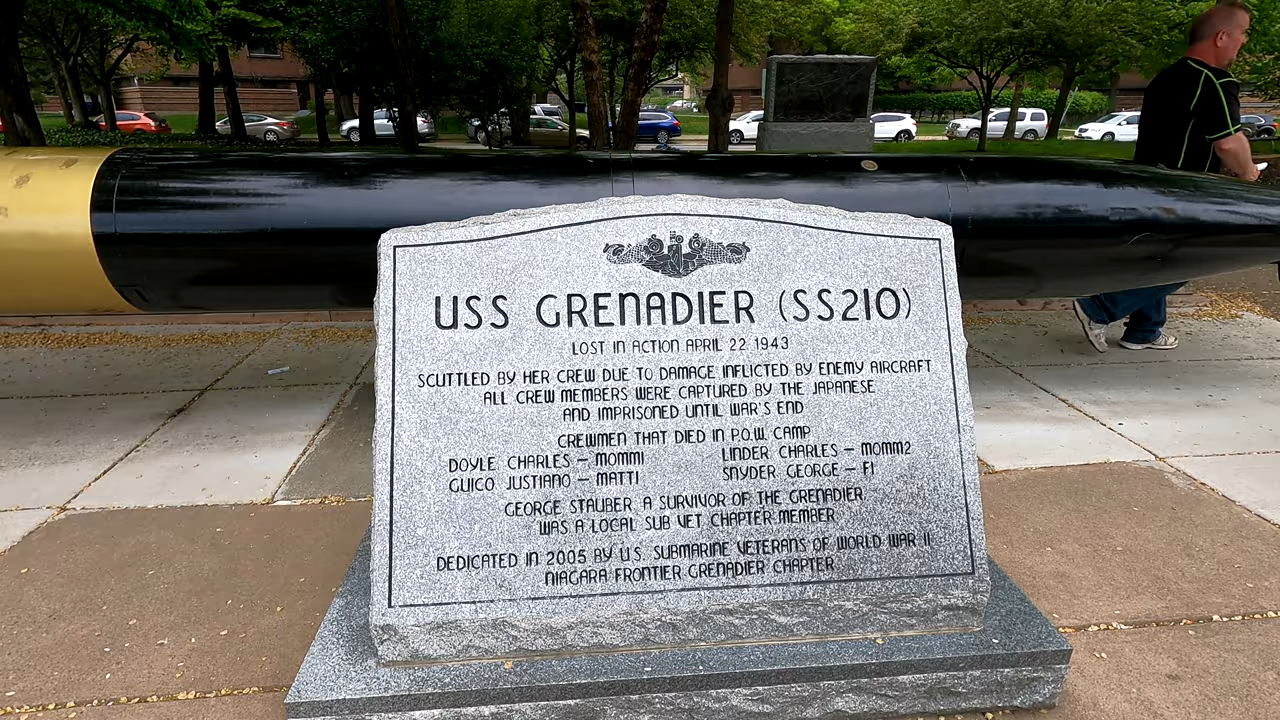 USS GRENADIER (SS210)
LOST IN ACTION APRIL 22 1943
SCUTTLED BY HER CREW DUE TO DAMAGE INFLICTED BY ENEMY AIRCRAFT
ALL CREW MEMBERS WERE CAPTURED BY THE JAPANESE
AND IMPRISONED UNTIL WAR'S END
CREWMEN THAT DIED IN P.O.W. CAMP
DOYLE CHARLES - MOMM1 LINDER CHARLES - MOMM2
GUICO JUSTIANO - MATT1 SNYDER GEORGE - F1
GEORGE STAUBER, A SURVIVOR OF THE GRENADIER,
WAS A LOCAL SUB VET CHAPTER MEMBER
DEDICATED IN 2005 BY U.S. SUBMARINE VETERANS OF WORLD WAR II
NIAGARA FRONTIER GRENADIER CHAPTER